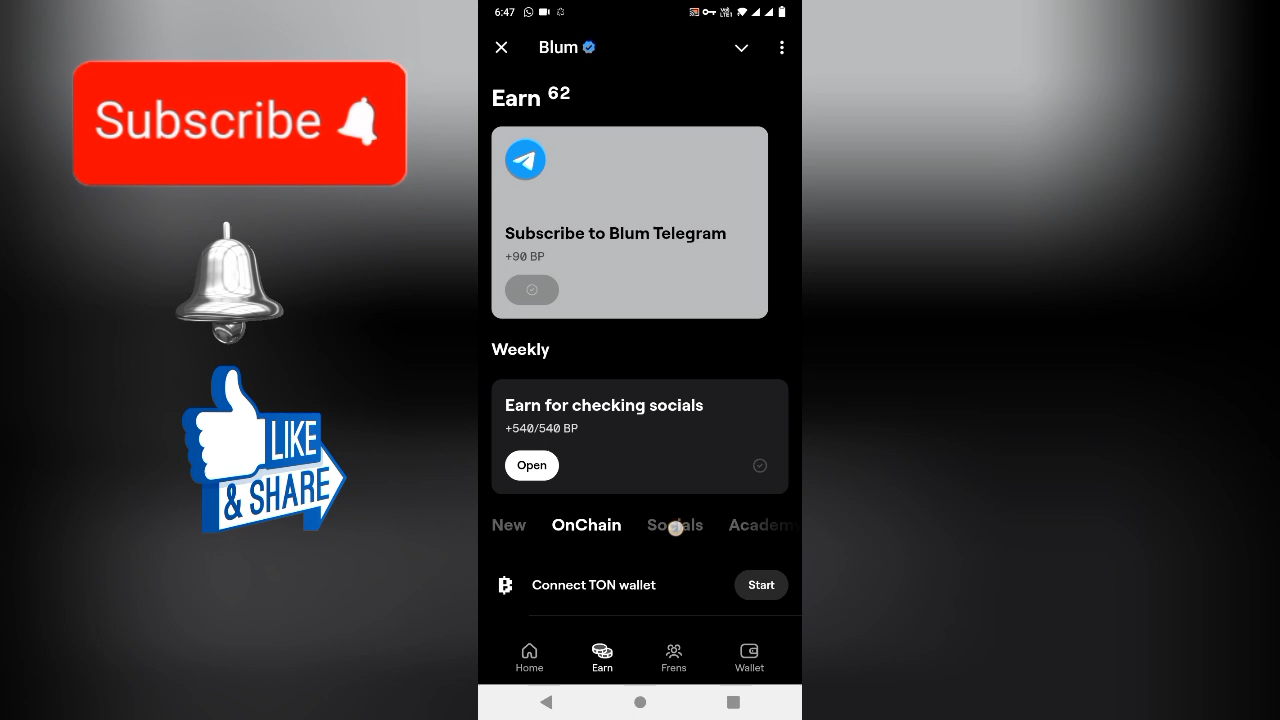 Subscribe
LIKE
& SHARE
6:47
Blum
Earn 62
Subscribe to Blum Telegram
+90 BP
Weekly
Earn for checking socials
+540/540 BP
Open
New OnChain Socials Academy
Connect TON wallet Start
Home Earn Frens Wallet